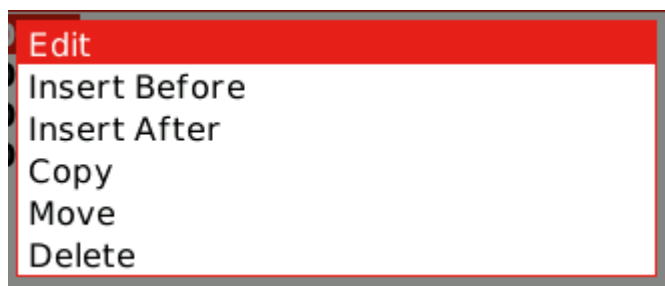 Edit
Insert Before
Insert After
Copy
Move
Delete